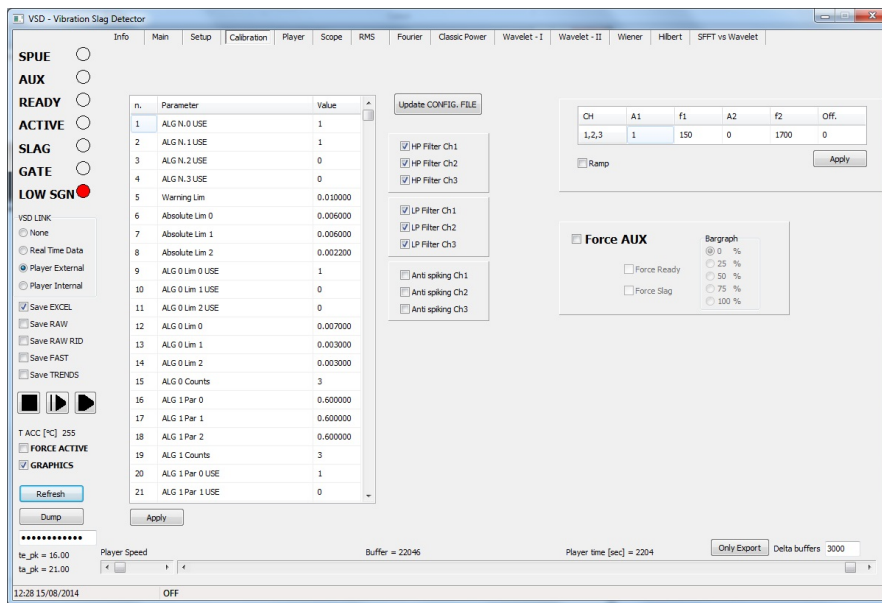 VSD - Vibration Slag Detector
Info Main Setup Calibration Player Scope RMS Fourier Classic Power Wavelet - I Wavelet - II Wiener Hilbert SFFT vs Wavelet
SPUE
AUX
READY
ACTIVE
SLAG
GATE
LOW SGN
VSD LINK
None
Real Time Data
Player External
Player Internal
Save EXCEL
Save RAW
Save RAW RID
Save FAST
Save TRENDS
T ACC [°C] 255
FORCE ACTIVE
GRAPHICS
Refresh
Dump
te_pk = 16.00
ta_pk = 21.00
n. Parameter Value
1 ALG N.0 USE 1
2 ALG N.1 USE 1
3 ALG N.2 USE 0
4 ALG N.3 USE 0
5 Warning Lim 0.010000
6 Absolute Lim 0 0.006000
7 Absolute Lim 1 0.006000
8 Absolute Lim 2 0.002200
9 ALG 0 Lim 0 USE 1
10 ALG 0 Lim 1 USE 0
11 ALG 0 Lim 2 USE 0
12 ALG 0 Lim 0 0.007000
13 ALG 0 Lim 1 0.003000
14 ALG 0 Lim 2 0.003000
15 ALG 0 Counts 3
16 ALG 1 Par 0 0.600000
17 ALG 1 Par 1 0.600000
18 ALG 1 Par 2 0.600000
19 ALG 1 Counts 3
20 ALG 1 Par 0 USE 1
21 ALG 1 Par 1 USE 0
Apply
Update CONFIG. FILE
HP Filter Ch1
HP Filter Ch2
HP Filter Ch3
LP Filter Ch1
LP Filter Ch2
LP Filter Ch3
Anti spiking Ch1
Anti spiking Ch2
Anti spiking Ch3
CH A1 f1 A2 f2 Off.
1,2,3 1 150 0 1700 0
Ramp
Apply
Force AUX
Force Ready
Force Slag
Bargraph
0 %
25 %
50 %
75 %
100 %
Player Speed
Buffer = 22046
Player time [sec] = 2204
Only Export
Delta buffers 3000
12:28 15/08/2014 OFF